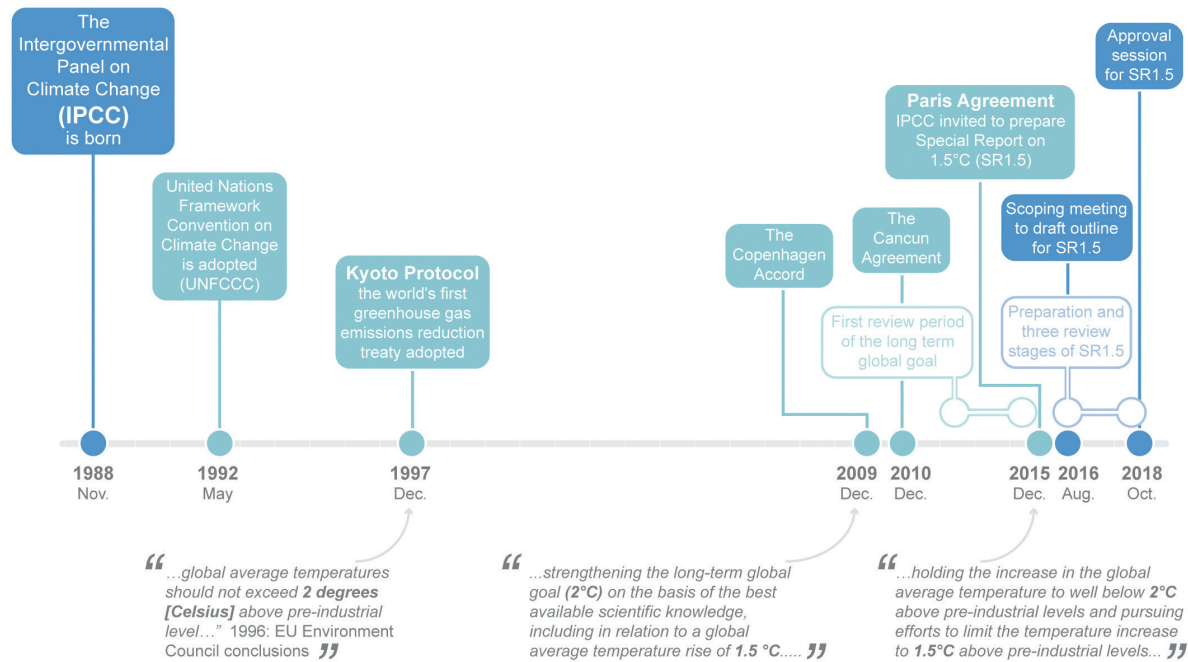 The
Intergovernmental
Panel on
Climate Change
(IPCC)
is born
United Nations
Framework
Convention on
Climate Change
is adopted
(UNFCCC)
Kyoto Protocol
the world's first
greenhouse gas
emissions reduction
treaty adopted
The
Copenhagen
Accord
The
Cancun
Agreement
First review period
of the long term
global goal
Paris Agreement
IPCC invited to prepare
Special Report on
1.5°C (SR1.5)
Scoping meeting
to draft outline
for SR1.5
Preparation and
three review
stages of SR1.5
Approval
session
for SR1.5
1988
Nov.
1992
May
1997
Dec.
2009
Dec.
2010
Dec.
2015
Dec.
2016
Aug.
2018
Oct.
“ …global average temperatures
should not exceed 2 degrees
[Celsius] above pre-industrial
level…” 1996: EU Environment
Council conclusions ”
“ ...strengthening the long-term global
goal (2°C) on the basis of the best
available scientific knowledge,
including in relation to a global
average temperature rise of 1.5 °C..... ”
“ …holding the increase in the global
average temperature to well below 2°C
above pre-industrial levels and pursuing
efforts to limit the temperature increase
to 1.5°C above pre-industrial levels... ”